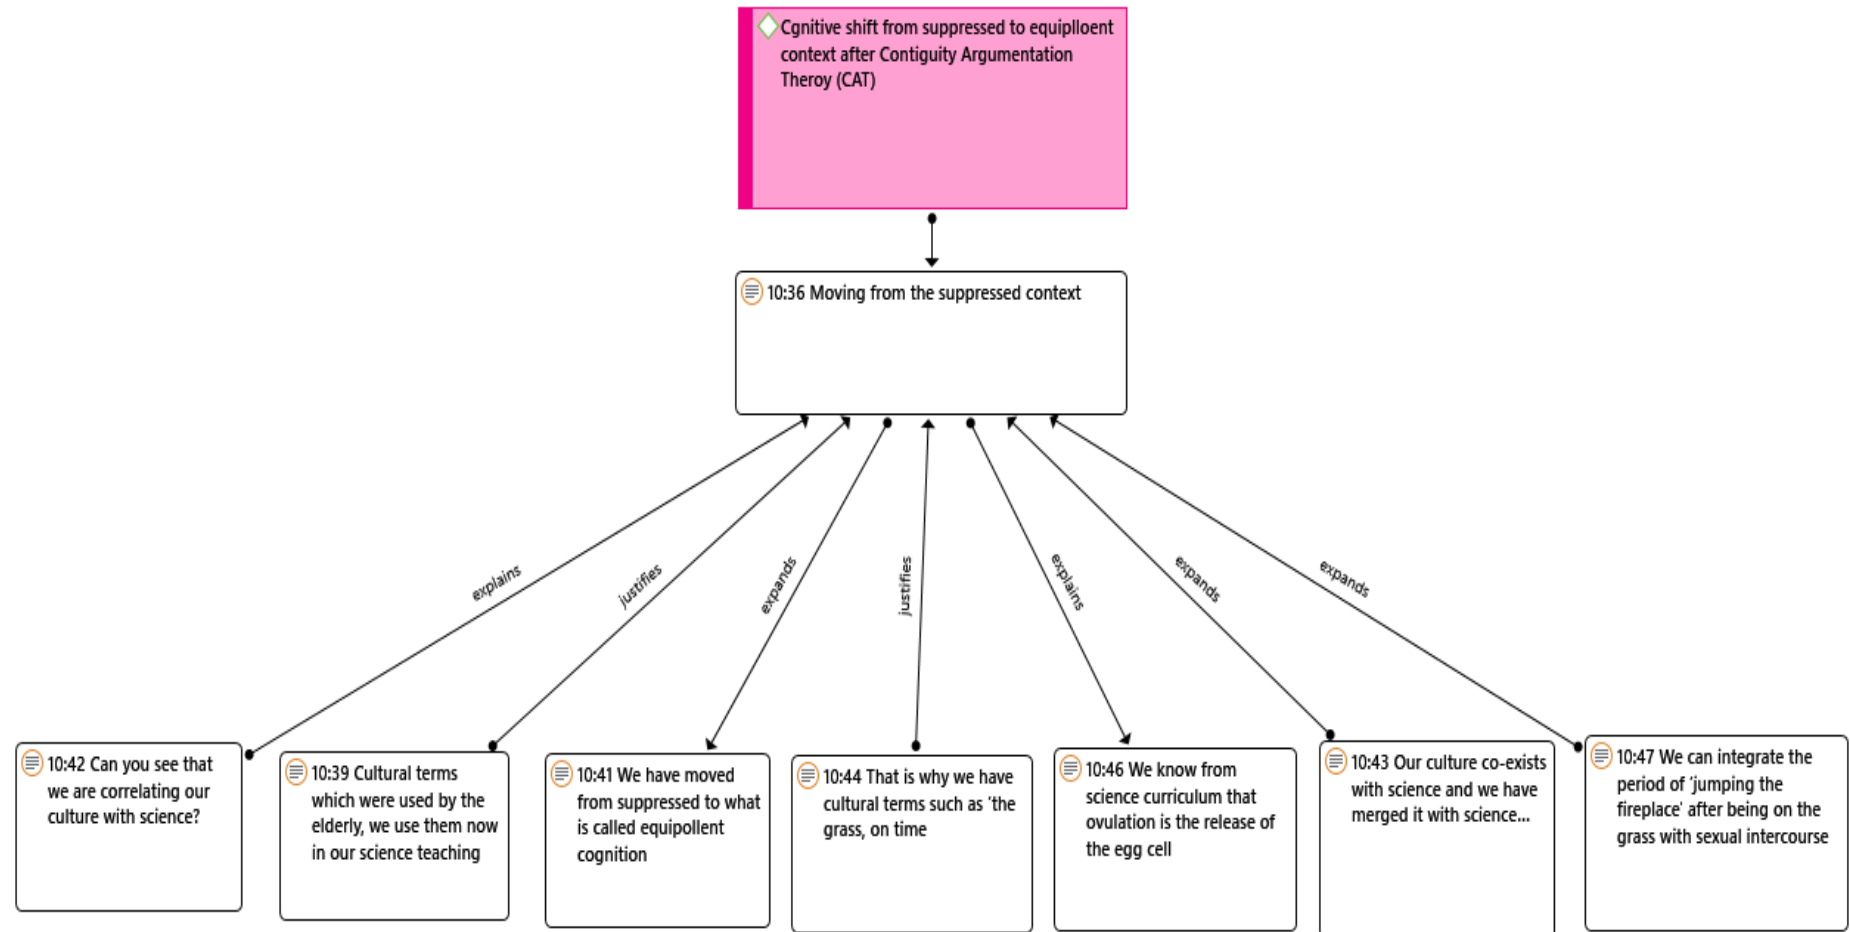 Cgnitive shift from suppressed to equiplloent
context after Contiguity Argumentation
Theroy (CAT)
10:36 Moving from the suppressed context
explains
justifies
expands
justifies
explains
expands
expands
10:42 Can you see that
we are correlating our
culture with science?
10:39 Cultural terms
which were used by the
elderly, we use them now
in our science teaching
10:41 We have moved
from suppressed to what
is called equipollent
cognition
10:44 That is why we have
cultural terms such as 'the
grass, on time
10:46 We know from
science curriculum that
ovulation is the release of
the egg cell
10:43 Our culture co-exists
with science and we have
merged it with science...
10:47 We can integrate the
period of 'jumping the
fireplace' after being on the
grass with sexual intercourse